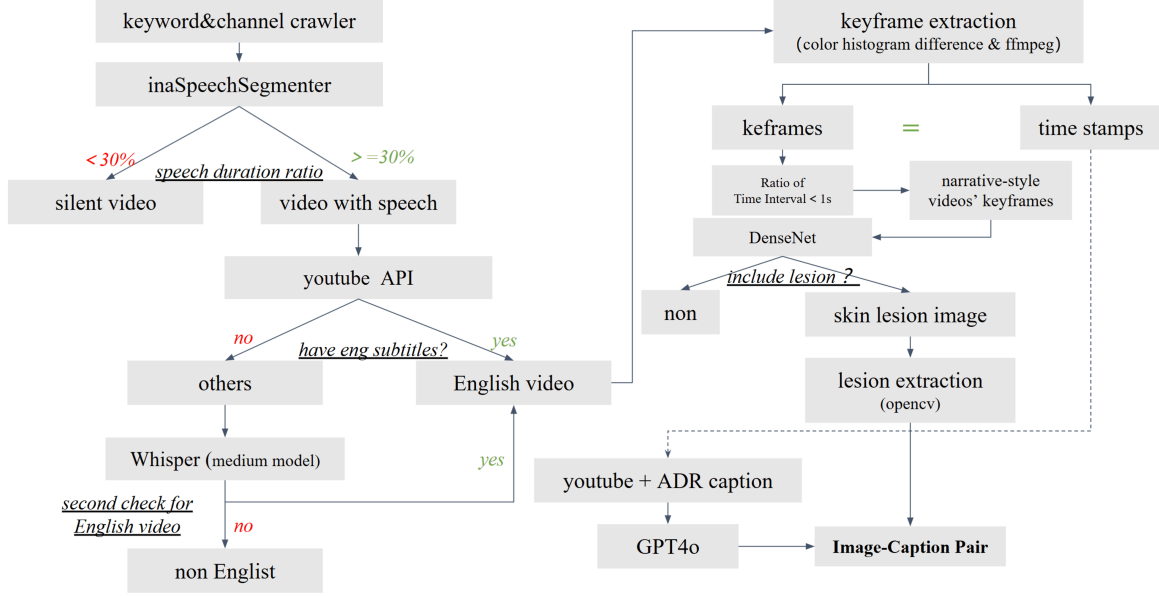 keyword&channel crawler
inaSpeechSegmenter
< 30%
> =30%
speech duration ratio
silent video
video with speech
youtube API
no
yes
have eng subtitles?
others
English video
Whisper (medium model)
yes
second check for
English video
no
non Englist
keyframe extraction
(color histogram difference & ffmpeg)
keframes
=
time stamps
Ratio of
Time Interval < 1s
narrative-style
videos’ keyframes
DenseNet
include lesion ?
non
skin lesion image
lesion extraction
(opencv)
youtube + ADR caption
GPT4o
Image-Caption Pair